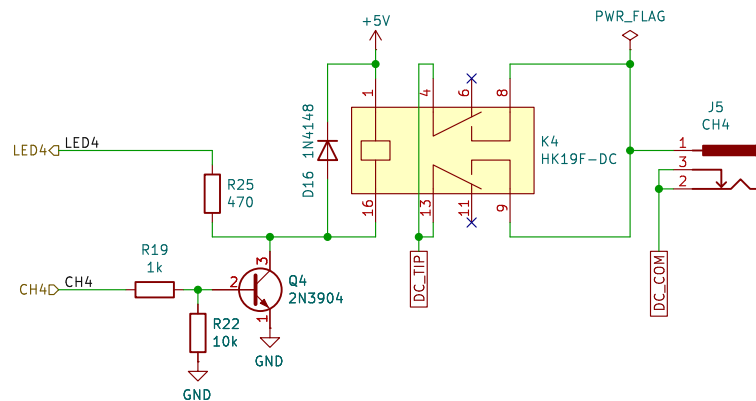 PWR_FLAG
+5V
1
4
6
8
J5
CH4
1
3
2
D16 1N4148
K4
HK19F-DC
LED4 LED4
R25
470
16
13
11
9
R19
1k
3
DC_TIP
DC_COM
CH4 CH4
2
Q4
2N3904
1
R22
10k
GND
GND